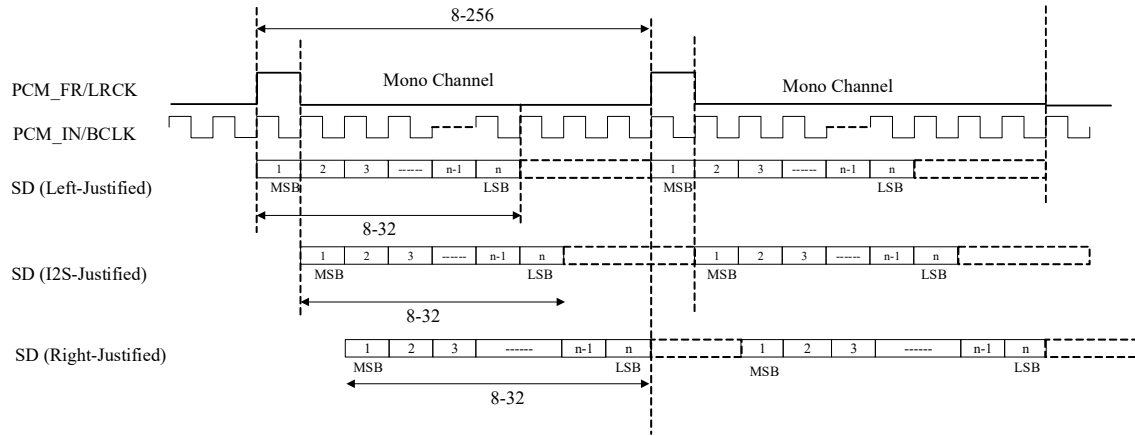 8-256
PCM_FR/LRCK Mono Channel Mono Channel
PCM_IN/BCLK
SD (Left-Justified) 1 2 3 ------ n-1 n 1 2 3 ------ n-1 n
MSB LSB MSB LSB
8-32
SD (I2S-Justified) 1 2 3 ------ n-1 n 1 2 3 ------ n-1 n
MSB LSB MSB LSB
8-32
SD (Right-Justified) 1 2 3 ------ n-1 n 1 2 3 ------ n-1 n
MSB LSB MSB LSB
8-32